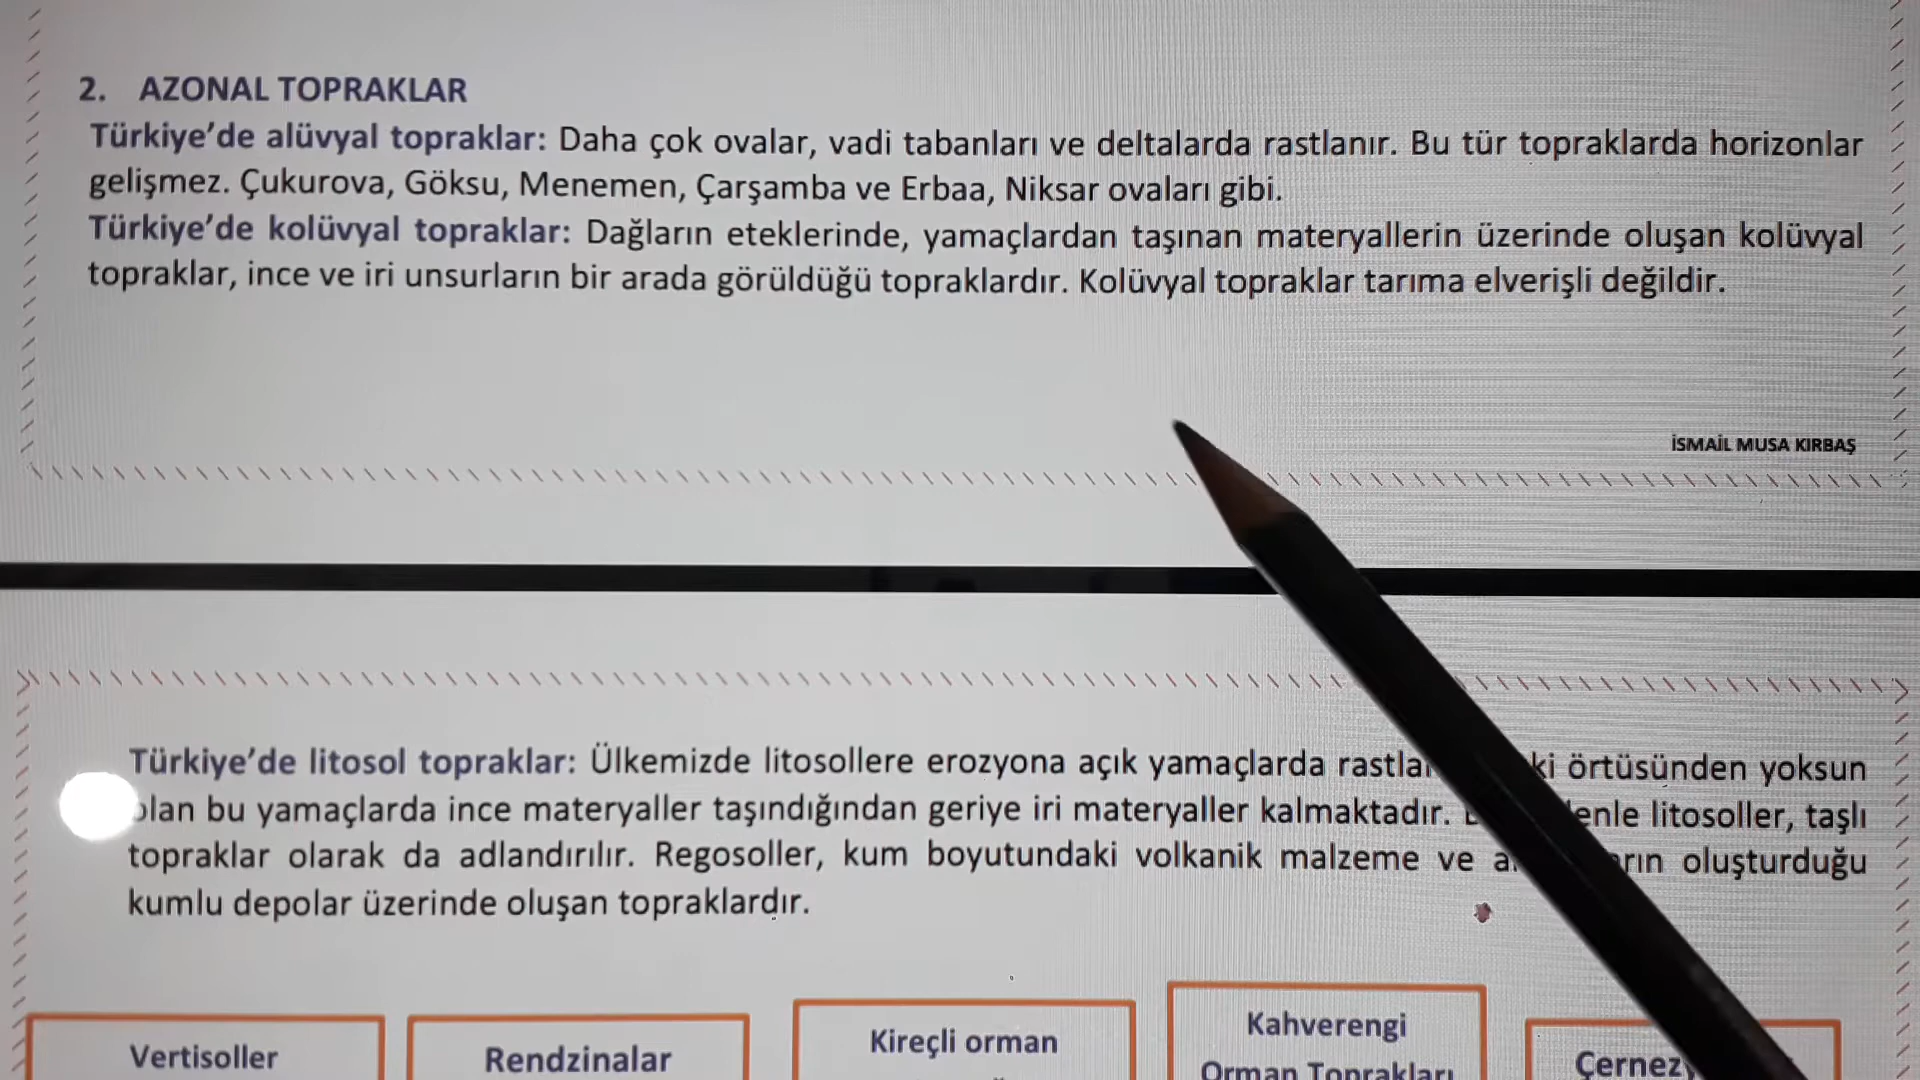 2. AZONAL TOPRAKLAR
Türkiye’de alüvyal topraklar: Daha çok ovalar, vadi tabanları ve deltalarda rastlanır. Bu tür topraklarda horizonlar
gelişmez. Çukurova, Göksu, Menemen, Çarşamba ve Erbaa, Niksar ovaları gibi.
Türkiye’de kolüvyal topraklar: Dağların eteklerinde, yamaçlardan taşınan materyallerin üzerinde oluşan kolüvyal
topraklar, ince ve iri unsurların bir arada görüldüğü topraklardır. Kolüvyal topraklar tarıma elverişli değildir.
İSMAİL MUSA KIRBAŞ
Türkiye’de litosol topraklar: Ülkemizde litosollere erozyona açık yamaçlarda örtüsünden yoksun
olan bu yamaçlarda ince materyaller taşındığından geriye iri materyaller kalmaktadır. litosoller, taşlı
topraklar olarak da adlandırılır. Regosoller, kum boyutundaki volkanik malzeme ve oluşturduğu
kumlu depolar üzerinde oluşan topraklardır.
Vertisoller
Rendzinalar
Kireçli orman
Kahverengi
Orman Toprakları